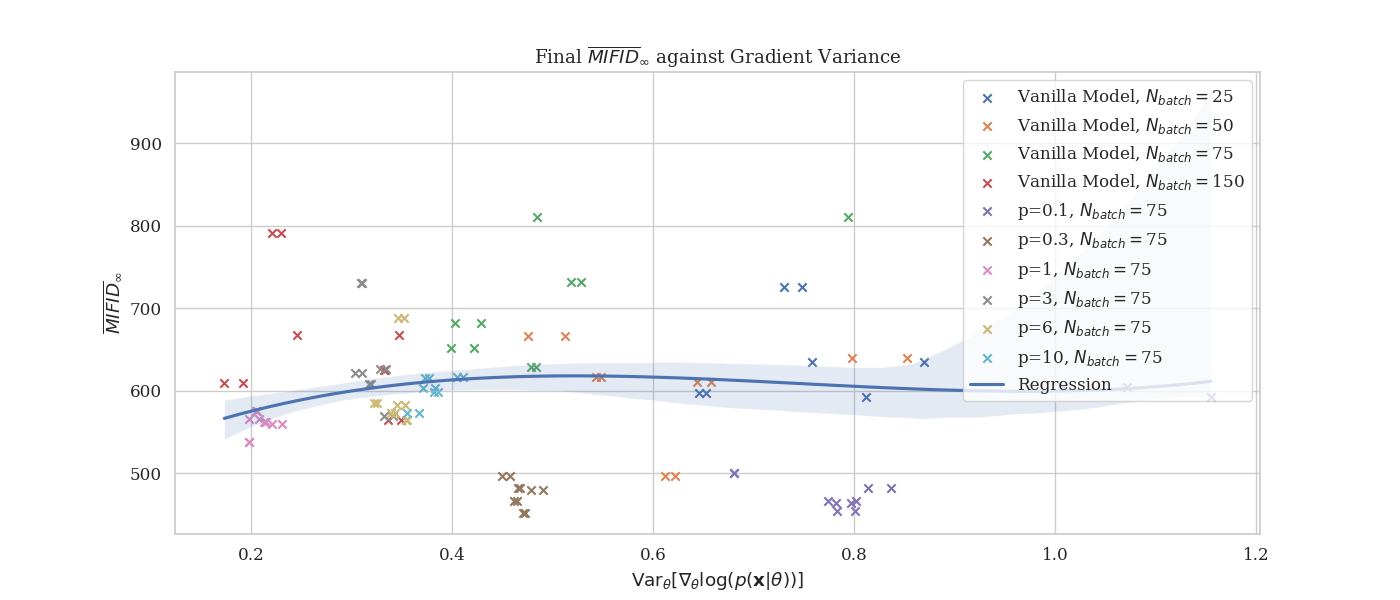 Final $\overline{MIFID}_\infty$ against Gradient Variance
$\overline{MIFID}_\infty$
900
800
700
600
500
0.2 0.4 0.6 0.8 1.0 1.2
$\mathrm{Var}_\theta[\nabla_\theta \log(p(\mathbf{x}|\theta))]$
Vanilla Model, $N_{batch} = 25$
Vanilla Model, $N_{batch} = 50$
Vanilla Model, $N_{batch} = 75$
Vanilla Model, $N_{batch} = 150$
p=0.1, $N_{batch} = 75$
p=0.3, $N_{batch} = 75$
p=1, $N_{batch} = 75$
p=3, $N_{batch} = 75$
p=6, $N_{batch} = 75$
p=10, $N_{batch} = 75$
Regression